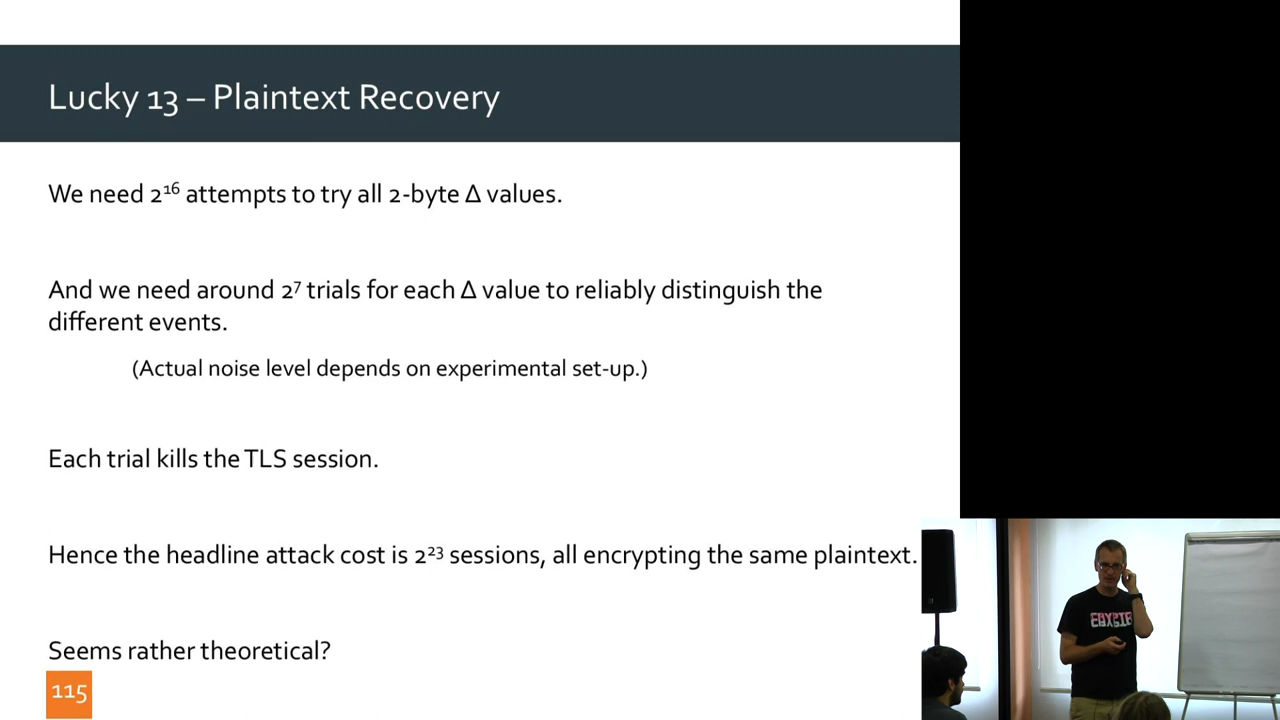 Lucky 13 – Plaintext Recovery
We need 2¹⁶ attempts to try all 2-byte Δ values.
And we need around 2⁷ trials for each Δ value to reliably distinguish the
different events.
(Actual noise level depends on experimental set-up.)
Each trial kills the TLS session.
Hence the headline attack cost is 2²³ sessions, all encrypting the same plaintext.
Seems rather theoretical?
115